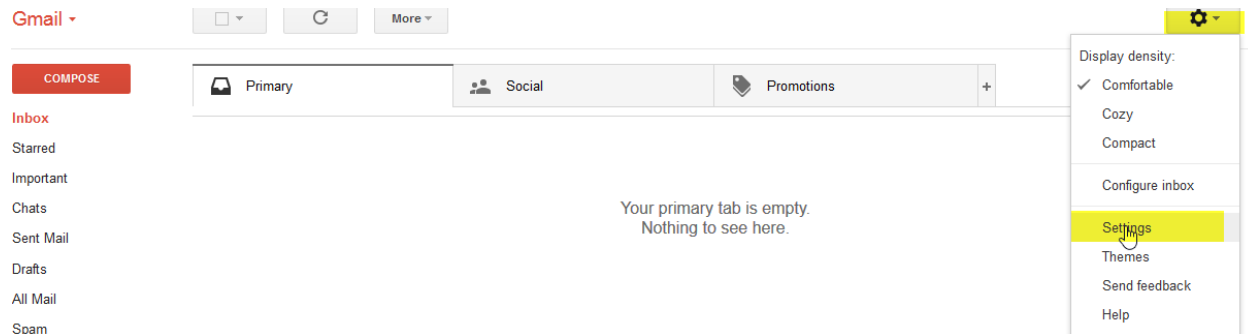 Gmail
More
COMPOSE
Inbox
Starred
Important
Chats
Sent Mail
Drafts
All Mail
Spam
Primary
Social
Promotions
+
Your primary tab is empty.
Nothing to see here.
Display density:
Comfortable
Cozy
Compact
Configure inbox
Settings
Themes
Send feedback
Help